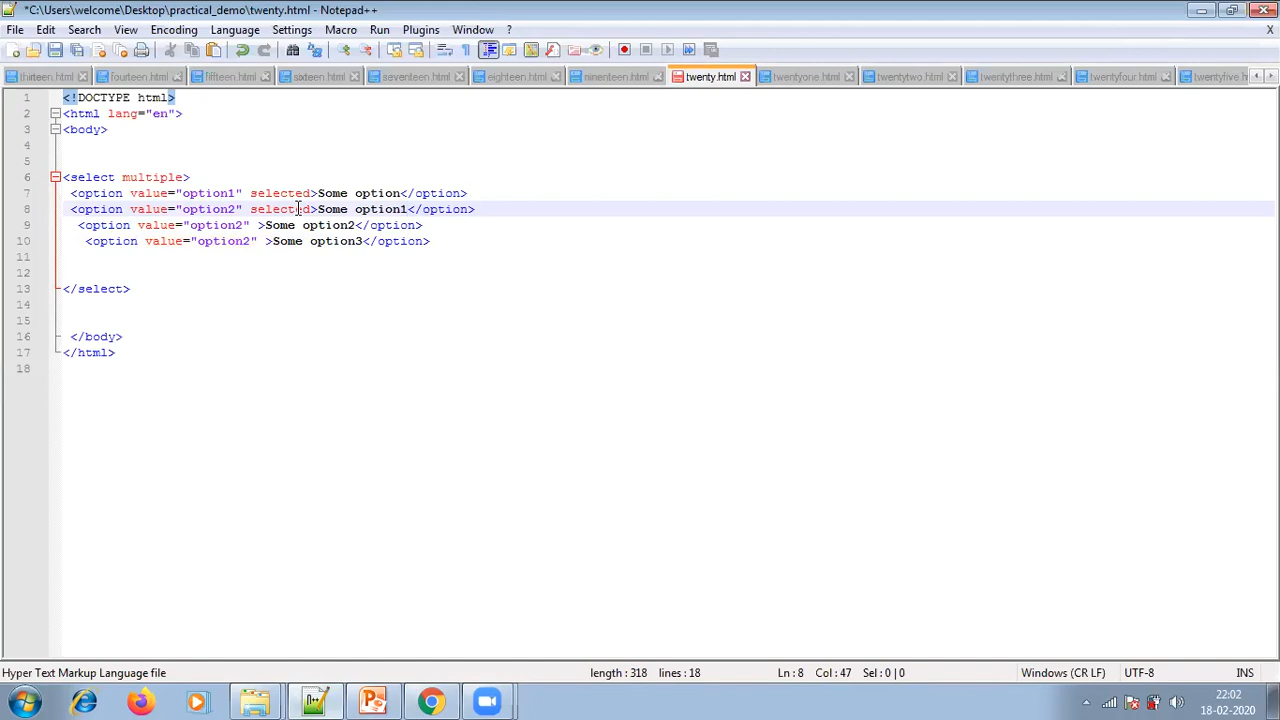 *C:\Users\welcome\Desktop\practical_demo\twenty.html - Notepad++
File Edit Search View Encoding Language Settings Macro Run Plugins Window ? X
thirteen.html fourteen.html fiffteen.html sixteen.html seventeen.html eighteen.html ninenteen.html twenty.html twentyone.html twentytwo.html twentytree.html twentyfour.html twentyfive.h
1 <!DOCTYPE html>
2 <html lang="en">
3 <body>
4
5
6 <select multiple>
7 <option value="option1" selected>Some option</option>
8 <option value="option2" selected>Some option1</option>
9 <option value="option2" >Some option2</option>
10 <option value="option2" >Some option3</option>
11
12
13 </select>
14
15
16 </body>
17 </html>
18
Hyper Text Markup Language file length : 318 lines : 18 Ln : 8 Col : 47 Sel : 0 | 0 Windows (CR LF) UTF-8 INS
22:02
18-02-2020